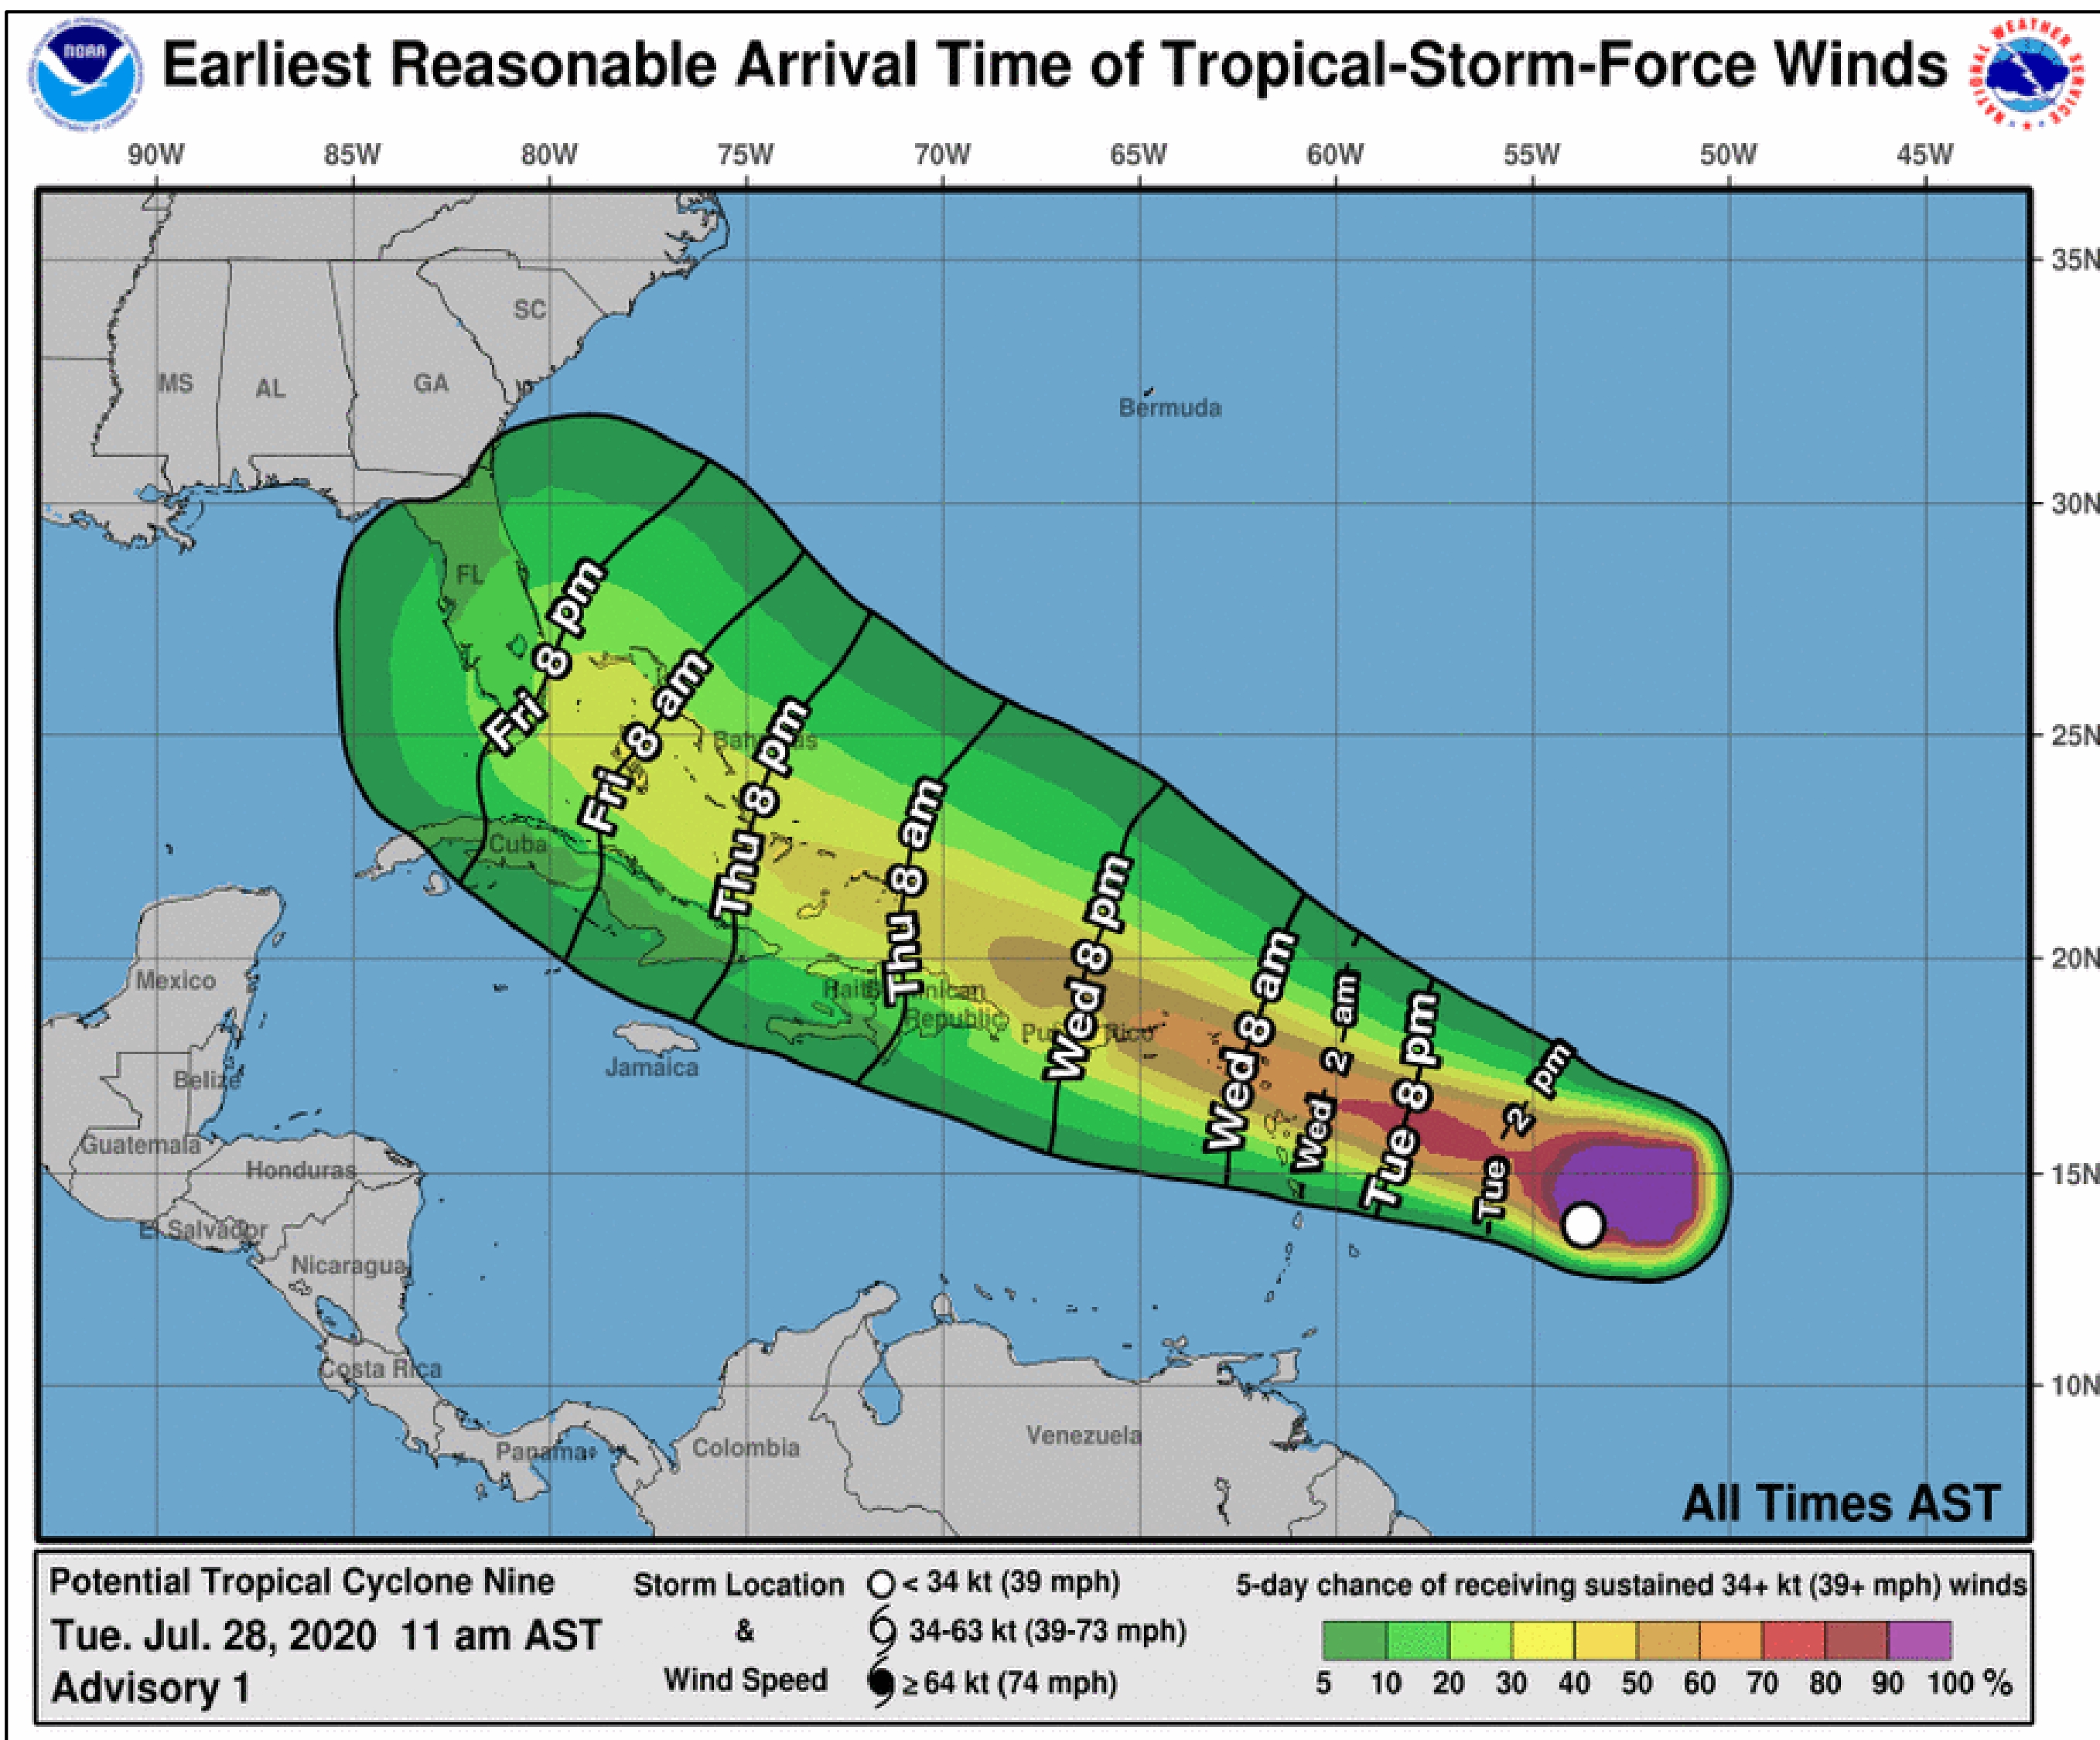 NOAA
Earliest Reasonable Arrival Time of Tropical-Storm-Force Winds
NATIONAL WEATHER SERVICE
90W 85W 80W 75W 70W 65W 60W 55W 50W 45W
35N
SC
MS AL GA
Bermuda
30N
FL
Fri 8 pm
Fri 8 am
Thu 8 pm
Thu 8 am
Wed 8 pm
Wed 8 am
Wed 2 am
Tue 8 pm
Tue 2 pm
25N
Cuba
20N
Mexico
Republic
Jamaica
Belize
Guatemala
15N
Honduras
El Salvador
Nicaragua
Costa Rica
10N
Panama
Colombia
Venezuela
All Times AST
Potential Tropical Cyclone Nine
Tue. Jul. 28, 2020 11 am AST
Advisory 1
Storm Location
&
Wind Speed
< 34 kt (39 mph)
34-63 kt (39-73 mph)
≥ 64 kt (74 mph)
5-day chance of receiving sustained 34+ kt (39+ mph) winds
5 10 20 30 40 50 60 70 80 90 100 %